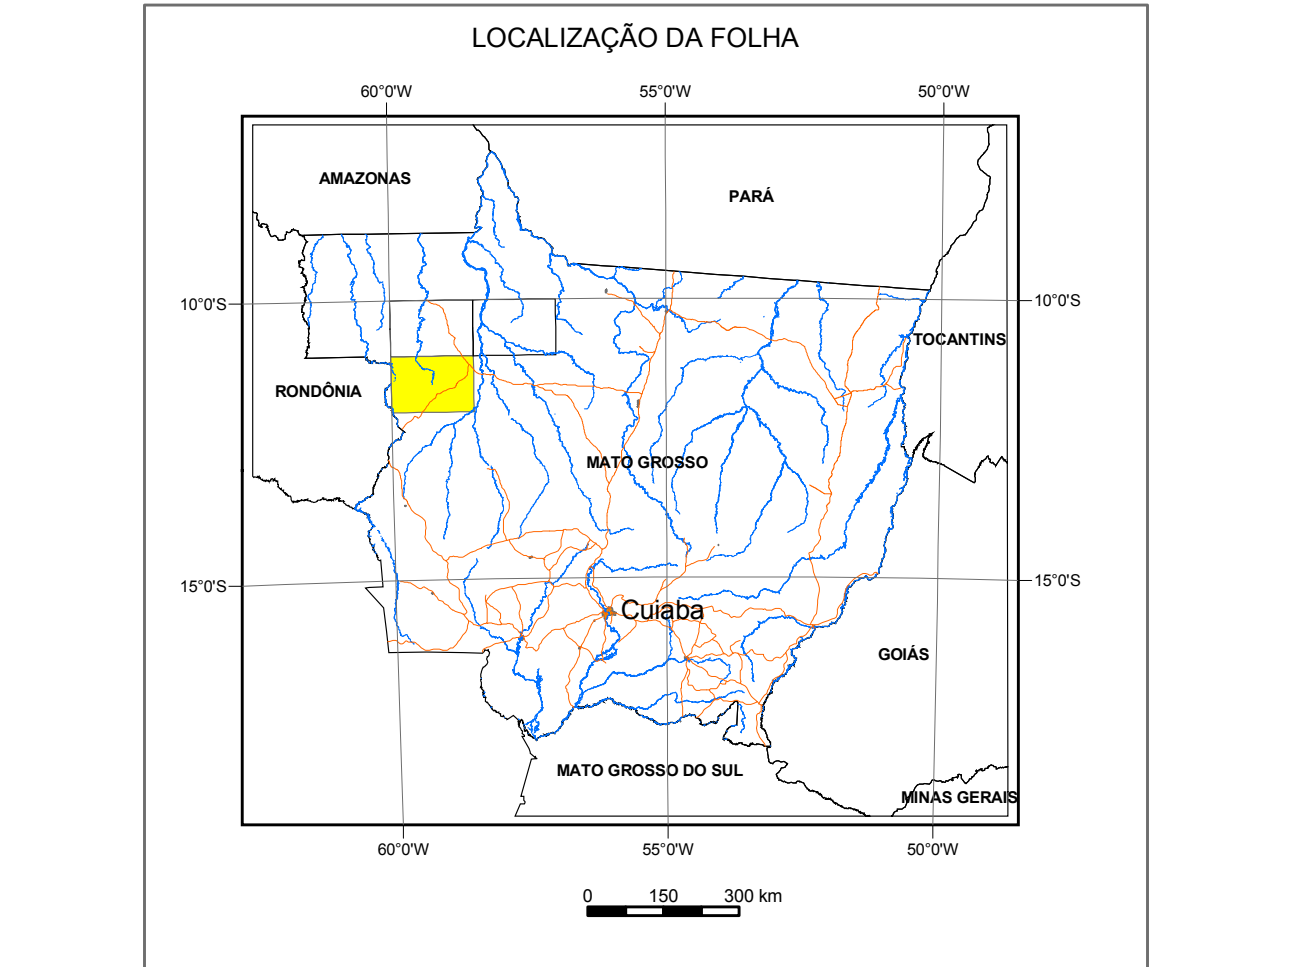 LOCALIZAÇÃO DA FOLHA
60°0'W 55°0'W 50°0'W
AMAZONAS
PARÁ
10°0'S 10°0'S
TOCANTINS
RONDÔNIA
MATO GROSSO
15°0'S 15°0'S
Cuiaba
GOIÁS
MATO GROSSO DO SUL
MINAS GERAIS
60°0'W 55°0'W 50°0'W
0 150 300 km